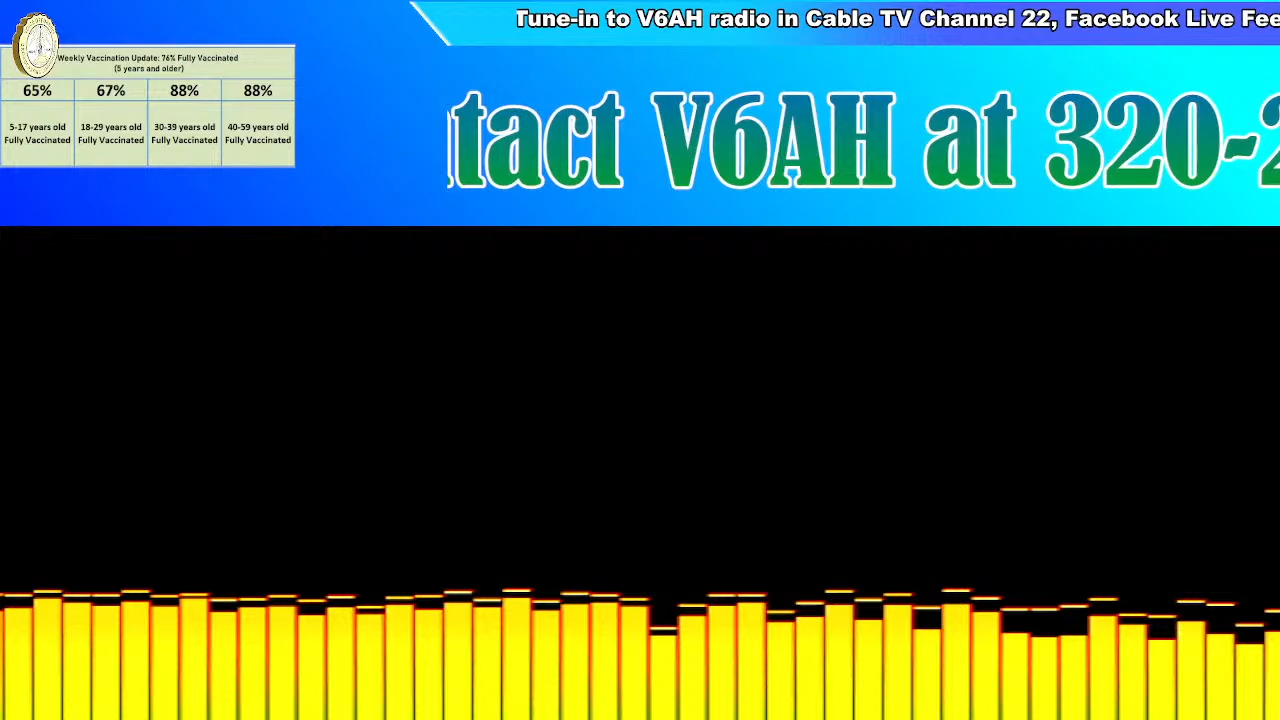 Tune-in to V6AH radio in Cable TV Channel 22, Facebook Live Fee
Weekly Vaccination Update: 76% Fully Vaccinated
(5 years and older)
65% 67% 88% 88%
5-17 years old 18-29 years old 30-39 years old 40-59 years old
Fully Vaccinated Fully Vaccinated Fully Vaccinated Fully Vaccinated
tact V6AH at 320-2